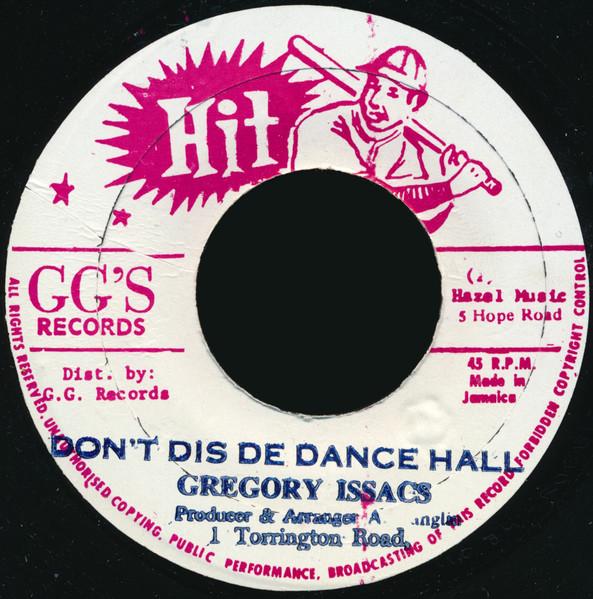 Hit
GG'S
RECORDS
Dist. by:
G.G. Records
Hazel Music
5 Hope Road
45 R.P.M.
Made in
Jamaica
DON'T DIS DE DANCE HALL
GREGORY ISSACS
Producer & Arranger A
1 Torrington Road,
ALL RIGHTS RESERVED. UNAUTHORISED COPYING, PUBLIC PERFORMANCE, BROADCASTING OF THIS RECORD FORBIDDEN COPYRIGHT CONTROL